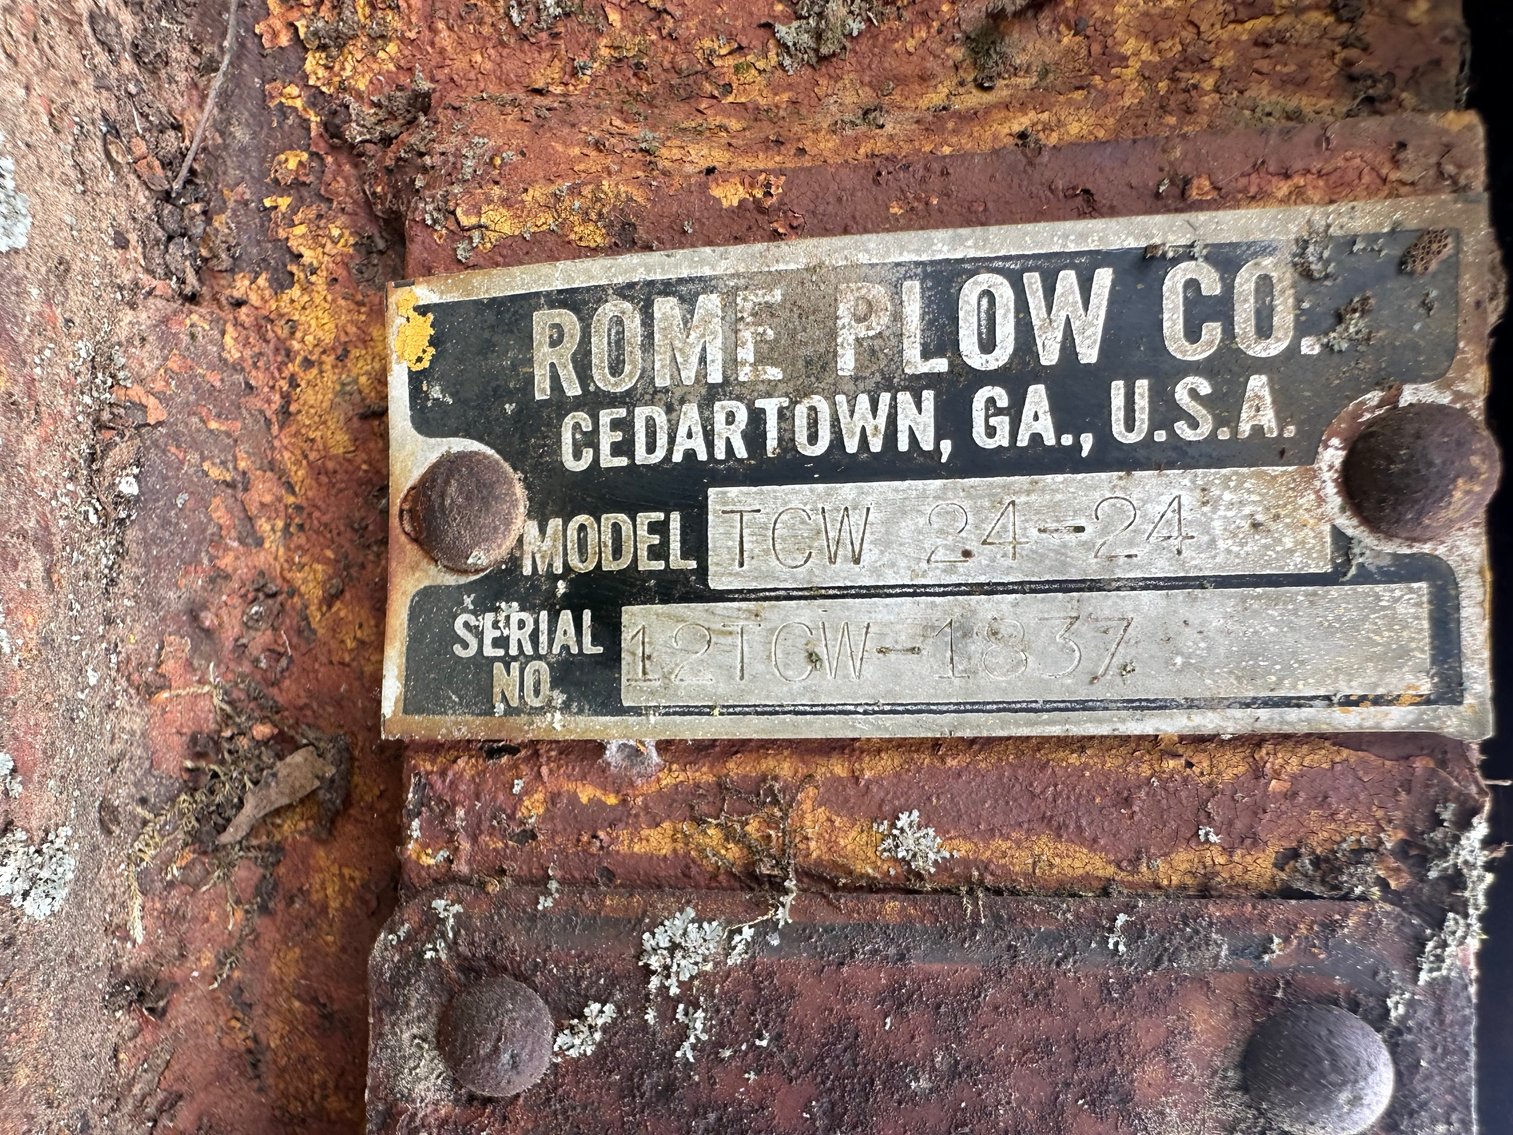 ROME PLOW CO.
CEDARTOWN, GA., U.S.A.
MODEL TCW 24-24
SERIAL NO. 12TCW-1837